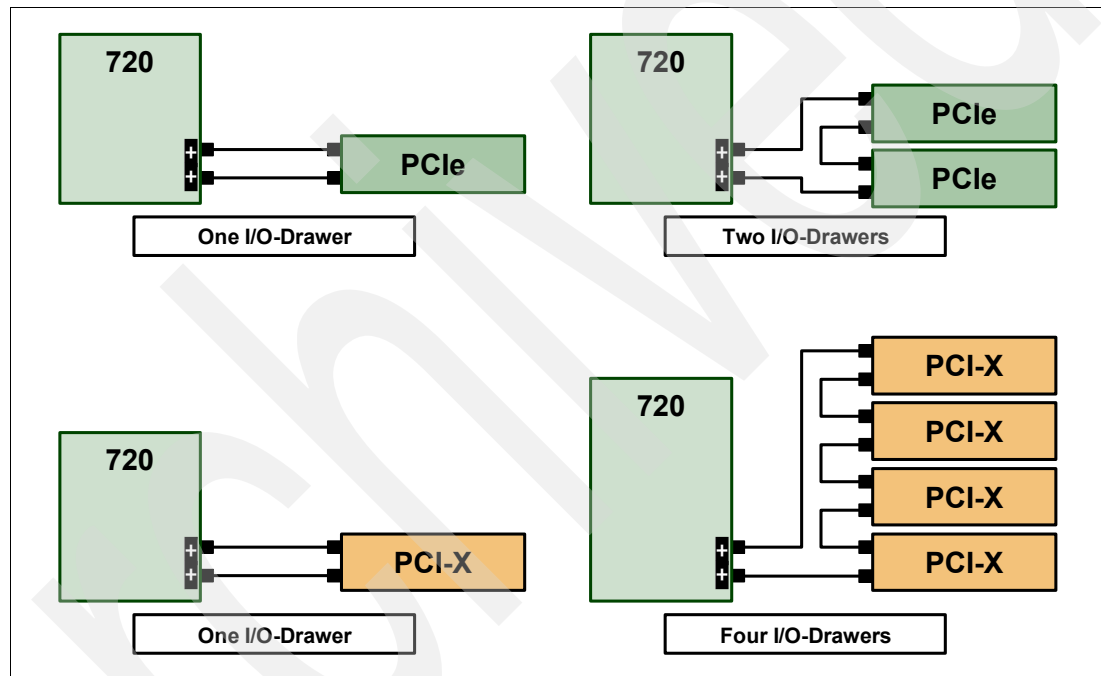 720
PCIe
One I/O-Drawer
720
PCIe
PCIe
Two I/O-Drawers
720
PCI-X
One I/O-Drawer
720
PCI-X
PCI-X
PCI-X
PCI-X
Four I/O-Drawers